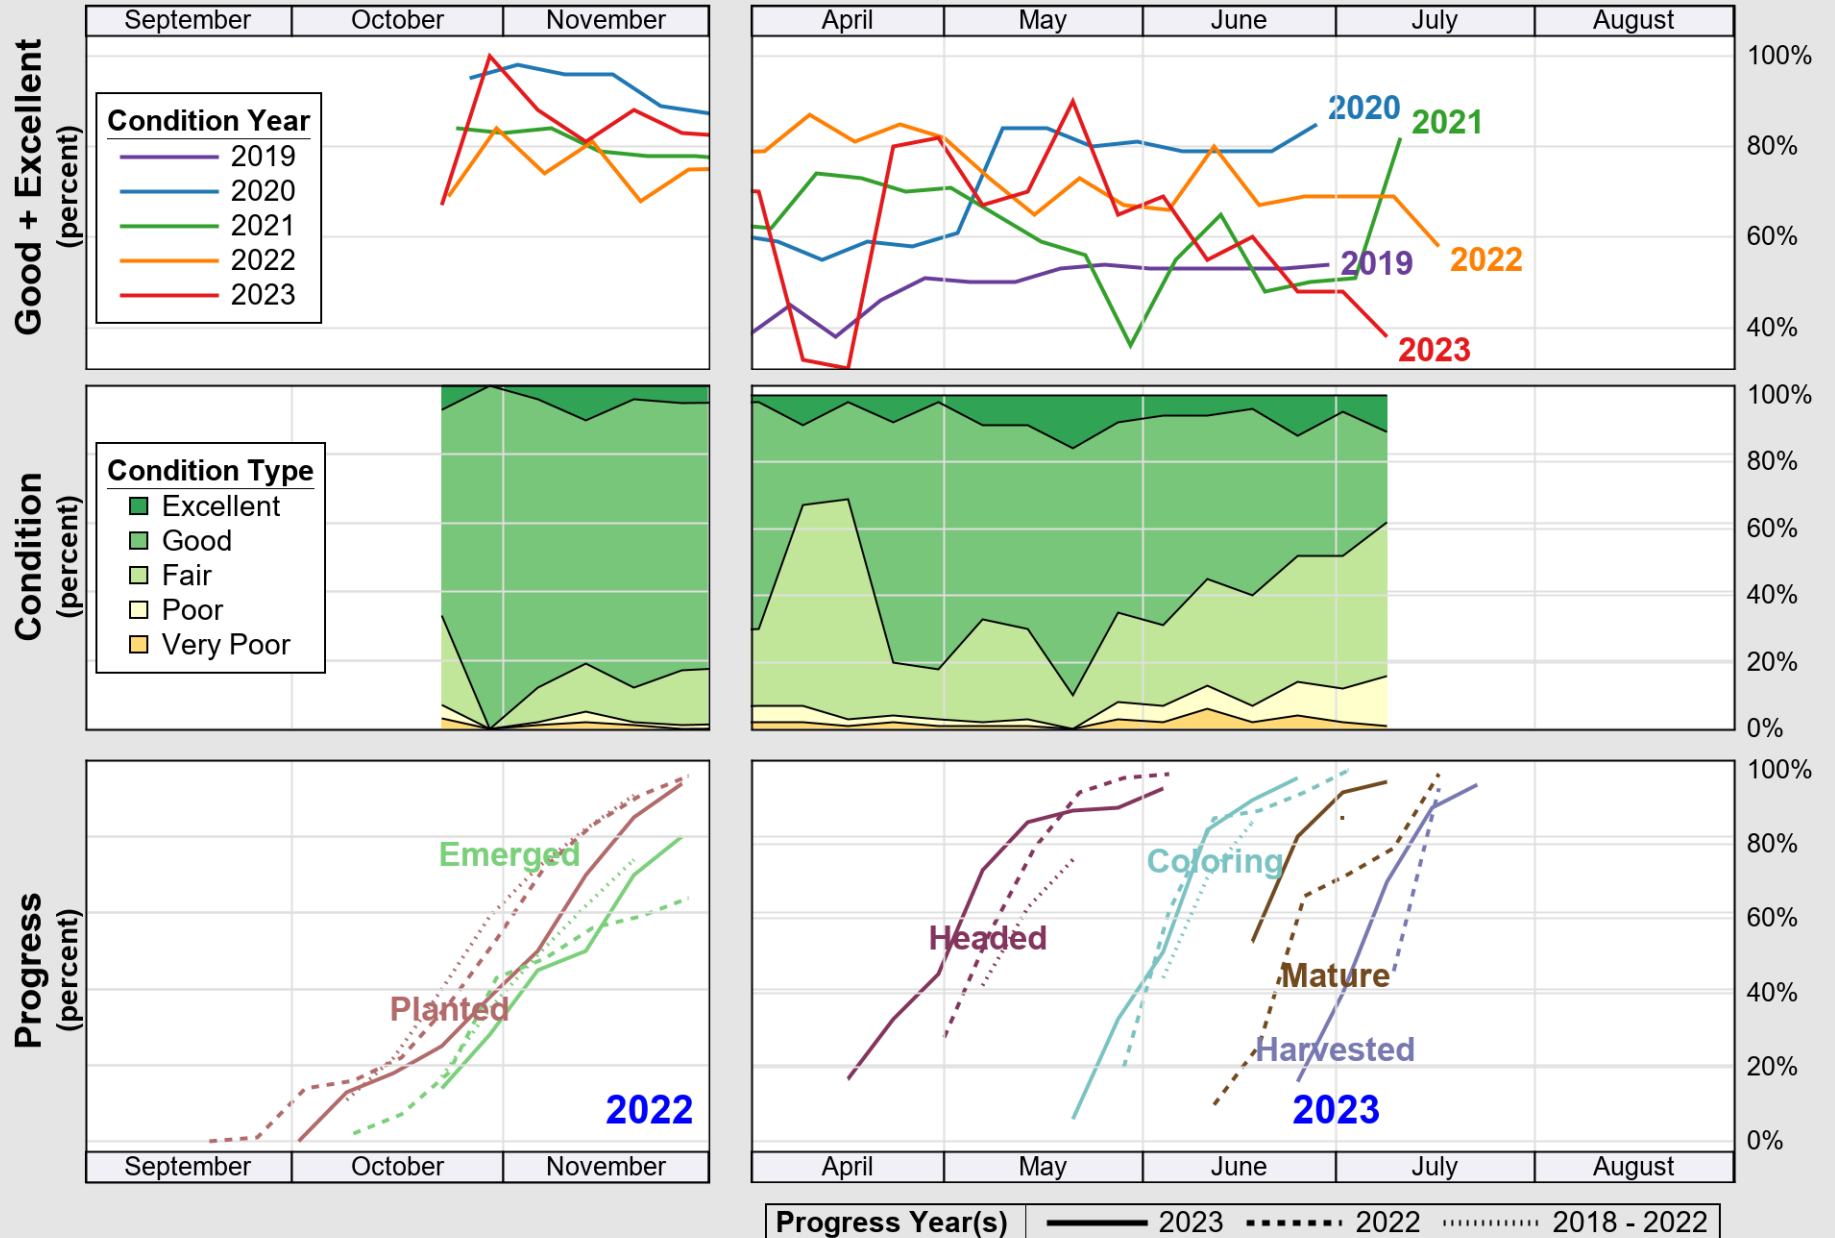 September October November April May June July August
Good + Excellent
(percent)
100%
80%
60%
40%
Condition Year
2019
2020
2021
2022
2023
2020
2021
2019
2022
2023
Condition
(percent)
100%
80%
60%
40%
20%
0%
Condition Type
Excellent
Good
Fair
Poor
Very Poor
Progress
(percent)
100%
80%
60%
40%
20%
0%
Emerged
Planted
2022
Coloring
Headed
Mature
Harvested
2023
September October November April May June July August
Progress Year(s) 2023 2022 2018 - 2022